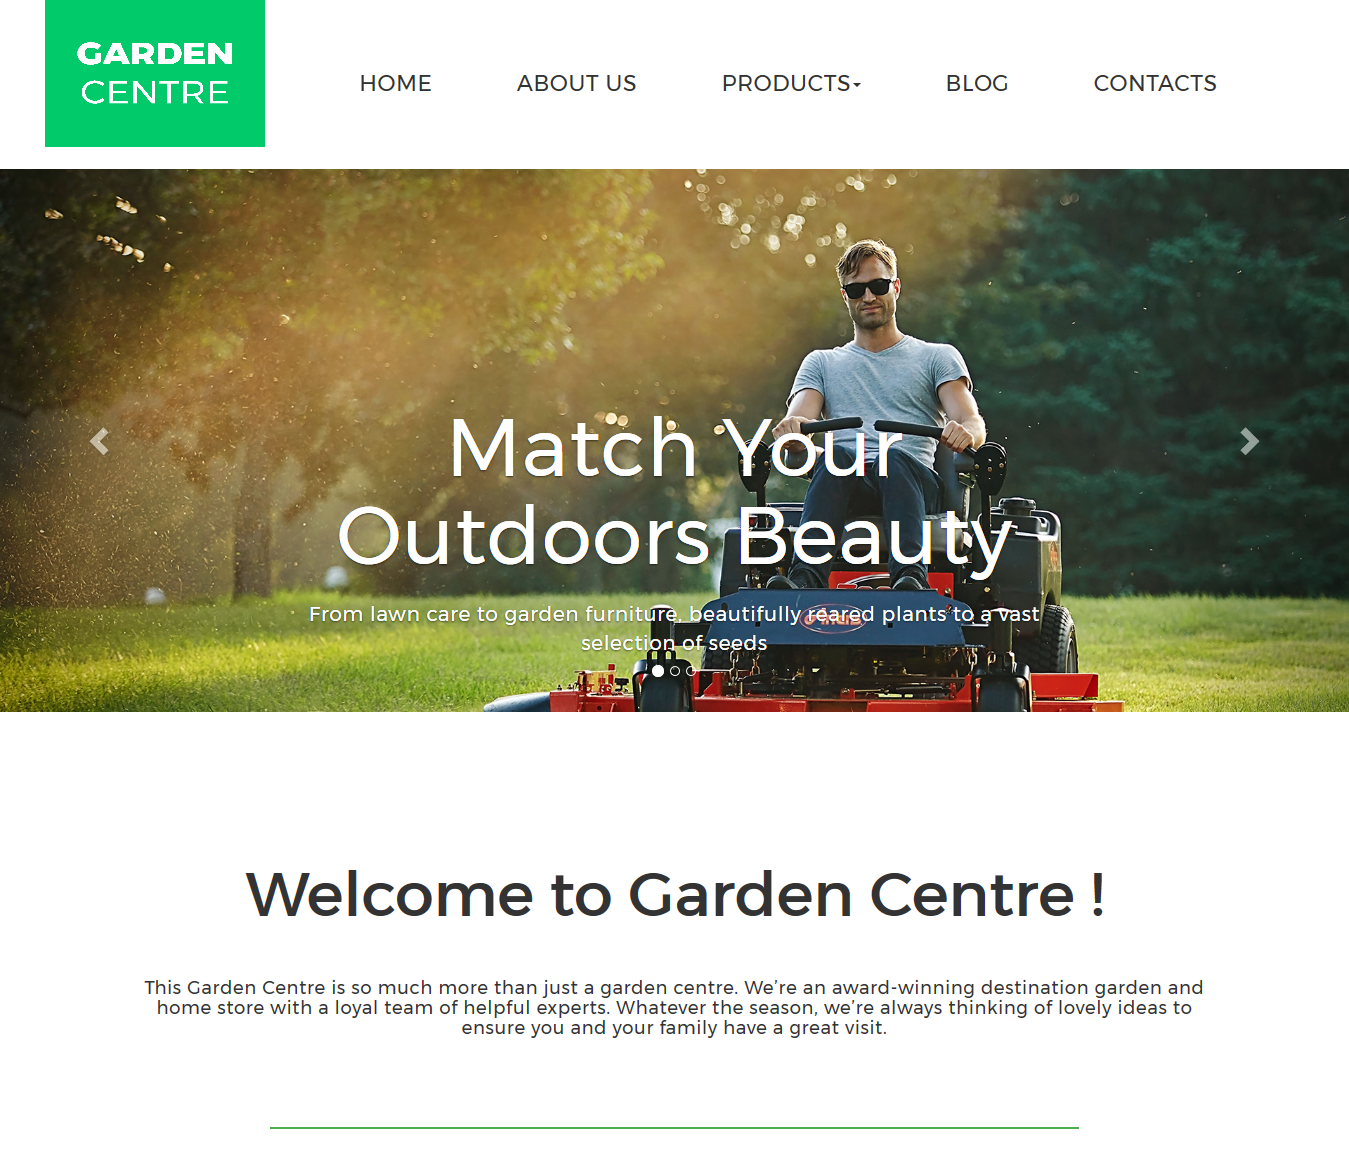 GARDEN
CENTRE
HOME
ABOUT US
PRODUCTS
BLOG
CONTACTS
Match Your
Outdoors Beauty
From lawn care to garden furniture, beautifully reared plants to a vast
selection of seeds
Welcome to Garden Centre !
This Garden Centre is so much more than just a garden centre. We’re an award-winning destination garden and
home store with a loyal team of helpful experts. Whatever the season, we’re always thinking of lovely ideas to
ensure you and your family have a great visit.